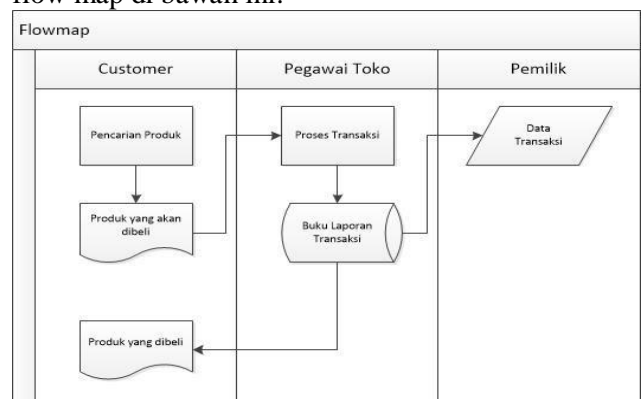 flow map di bawah ini.
Flowmap
Customer
Pegawai Toko
Pemilik
Pencarian Produk
Proses Transaksi
Data
Transaksi
Produk yang akan
dibeli
Buku Laporan
Transaksi
Produk yang dibeli